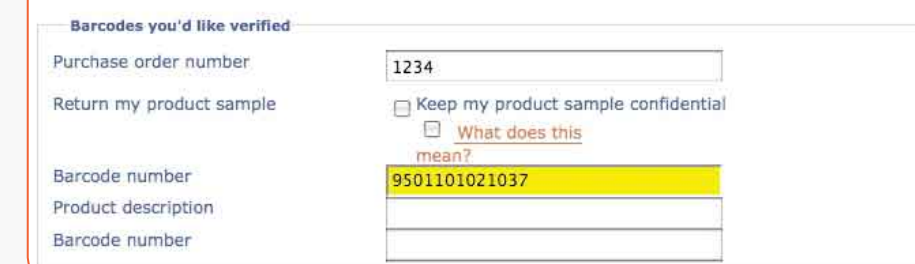 Barcodes you'd like verified
Purchase order number 1234
Return my product sample Keep my product sample confidential
What does this
mean?
Barcode number 9501101021037
Product description
Barcode number